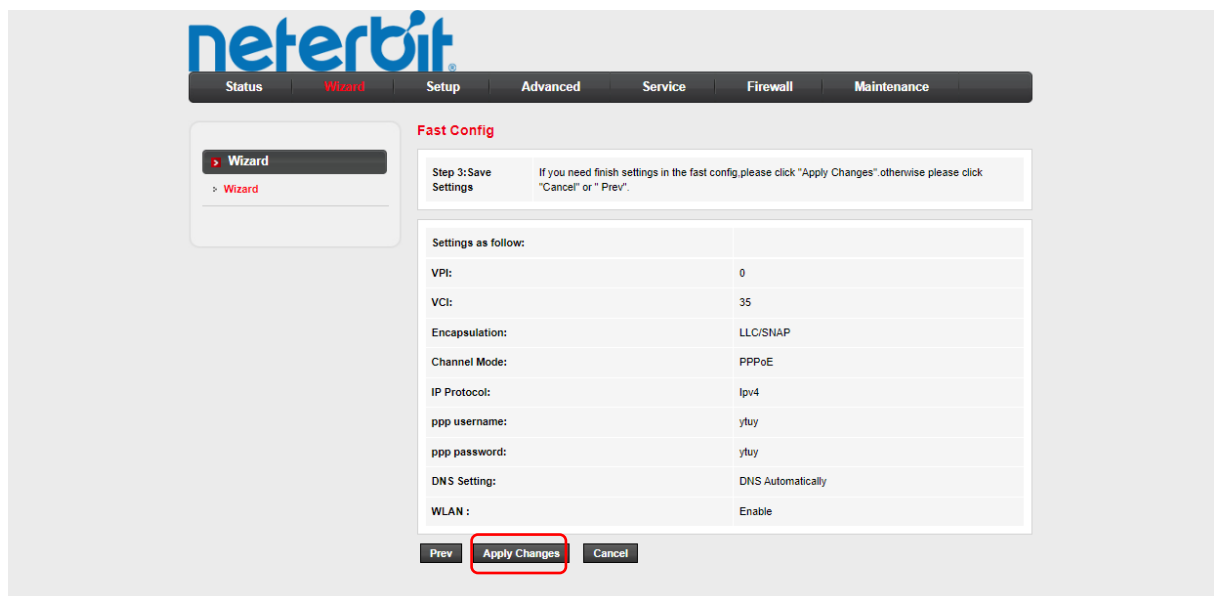 neterbit®
Status Wizard Setup Advanced Service Firewall Maintenance
Wizard
Wizard
Fast Config
Step 3:Save Settings
If you need finish settings in the fast config,please click "Apply Changes".otherwise please click
"Cancel" or " Prev".
Settings as follow:
VPI: 0
VCI: 35
Encapsulation: LLC/SNAP
Channel Mode: PPPoE
IP Protocol: Ipv4
ppp username: ytuy
ppp password: ytuy
DNS Setting: DNS Automatically
WLAN : Enable
Prev Apply Changes Cancel